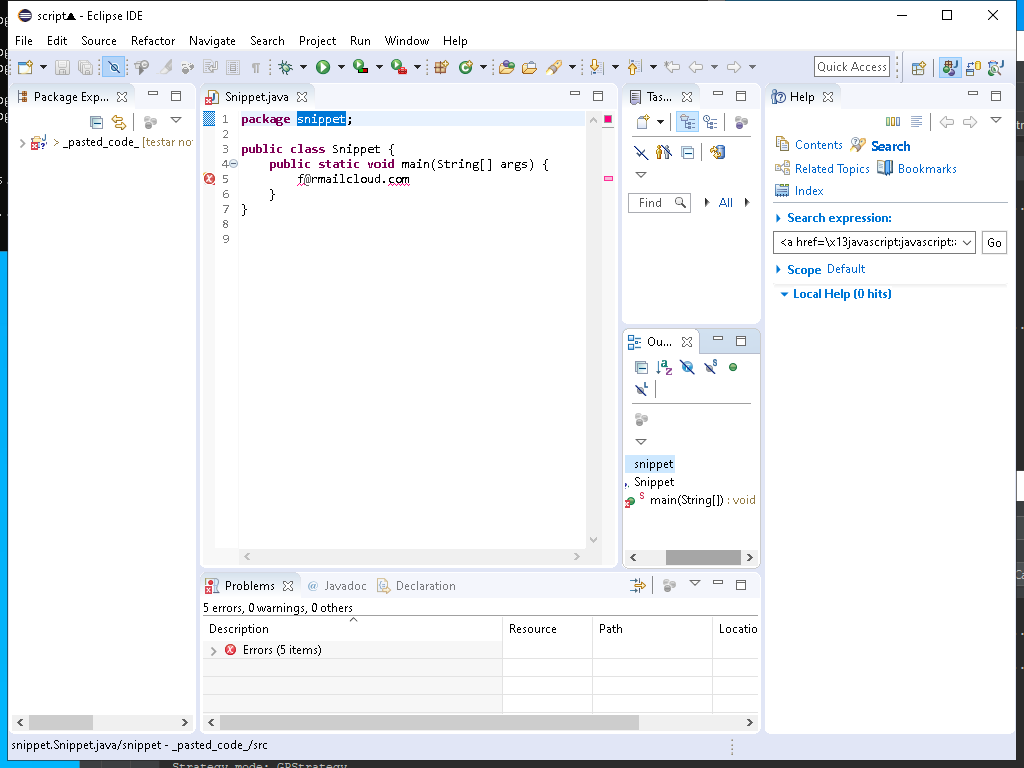 script▲ - Eclipse IDE
File Edit Source Refactor Navigate Search Project Run Window Help
Quick Access
Package Exp...
> _pasted_code_ [testar no
Snippet.java
1 package snippet;
2
3 public class Snippet {
4 public static void main(String[] args) {
5 f@rmailcloud.com
6 }
7 }
8
9
Tas...
Find
All
Ou...
snippet
Snippet
main(String[]) : void
Help
Contents Search
Related Topics Bookmarks
Index
Search expression:
<a href=\x13javascript:javascript:
Go
Scope Default
Local Help (0 hits)
Problems @ Javadoc Declaration
5 errors, 0 warnings, 0 others
Description Resource Path Locatio
Errors (5 items)
snippet.Snippet.java/snippet - _pasted_code_/src
Strategy mode: GPStrategy